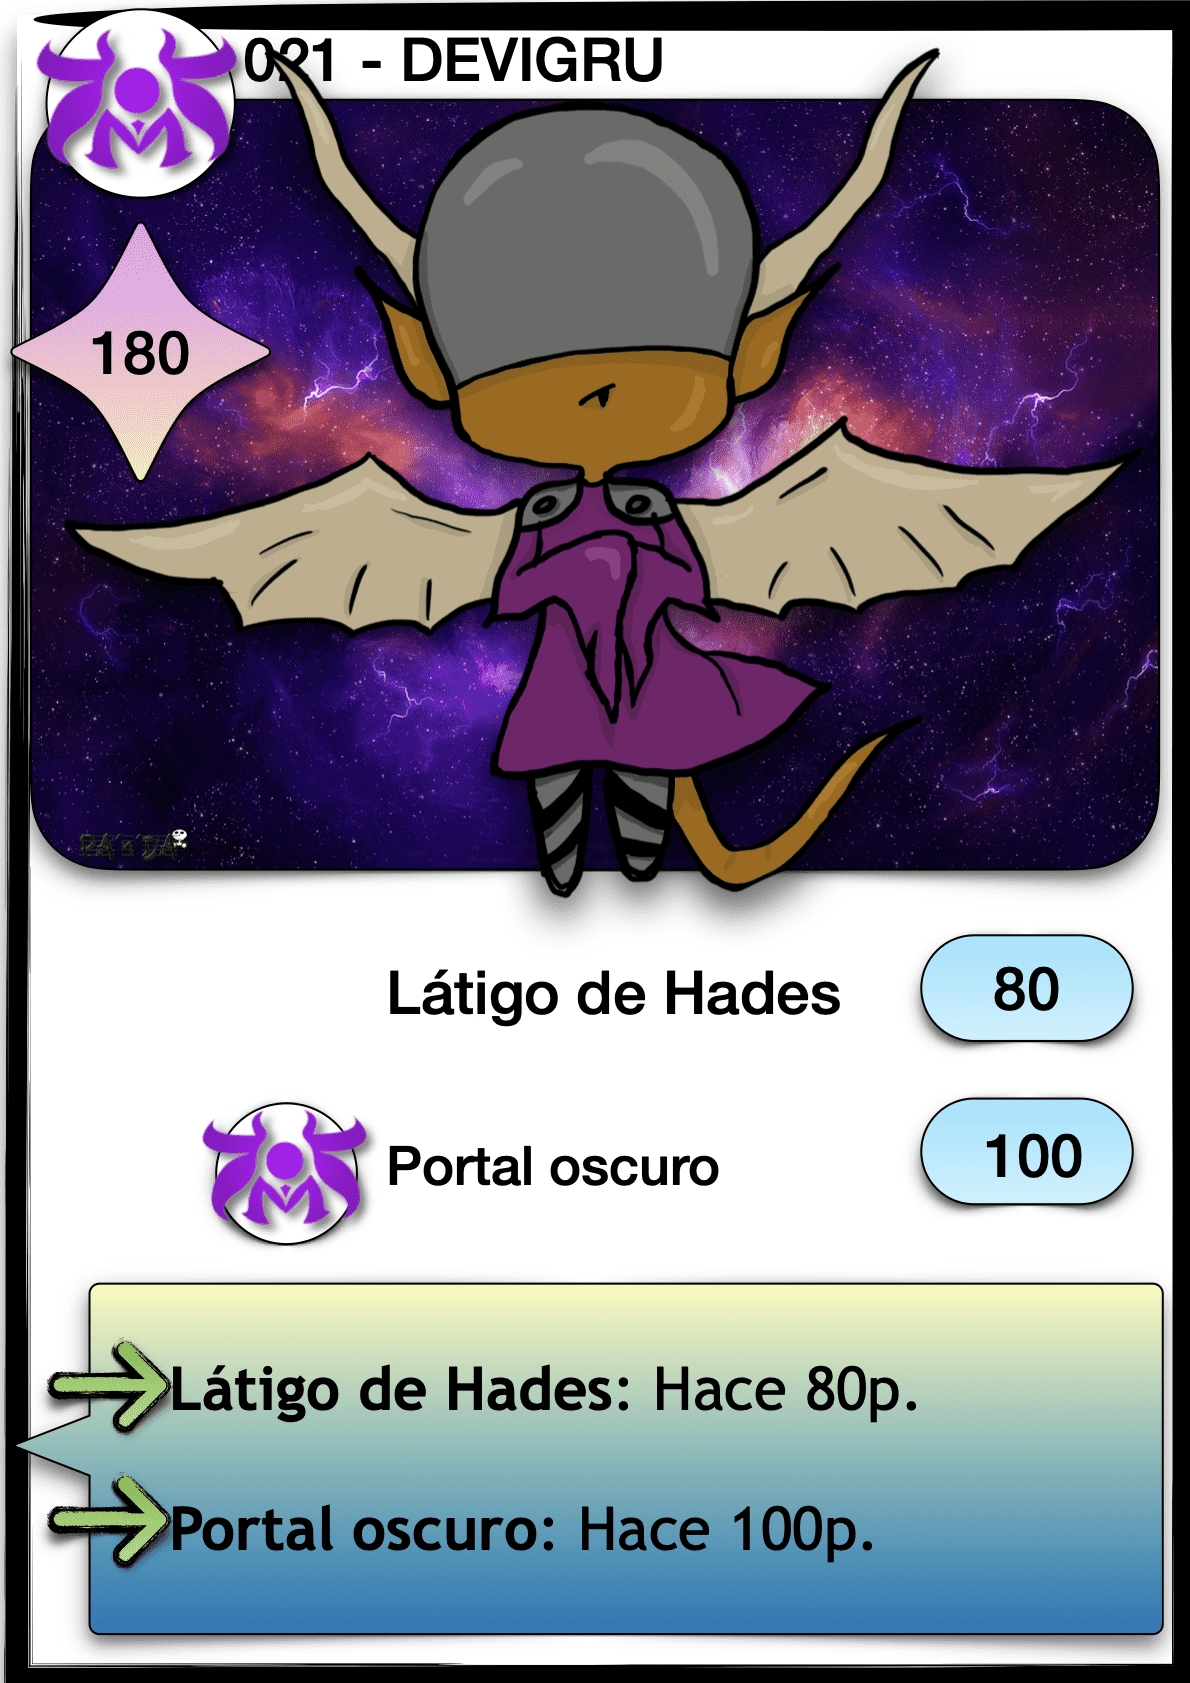 021 - DEVIGRU
180
Látigo de Hades 80
Portal oscuro 100
Látigo de Hades: Hace 80p.
Portal oscuro: Hace 100p.